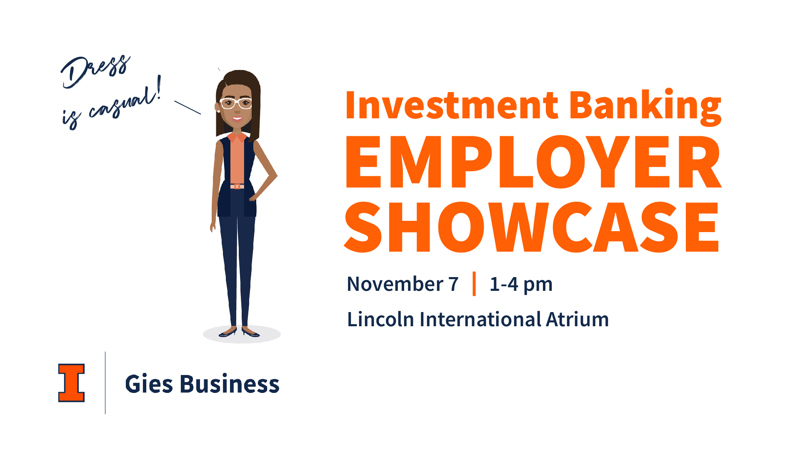 Dress
is casual!
Investment Banking
EMPLOYER
SHOWCASE
November 7 | 1-4 pm
Lincoln International Atrium
I
Gies Business